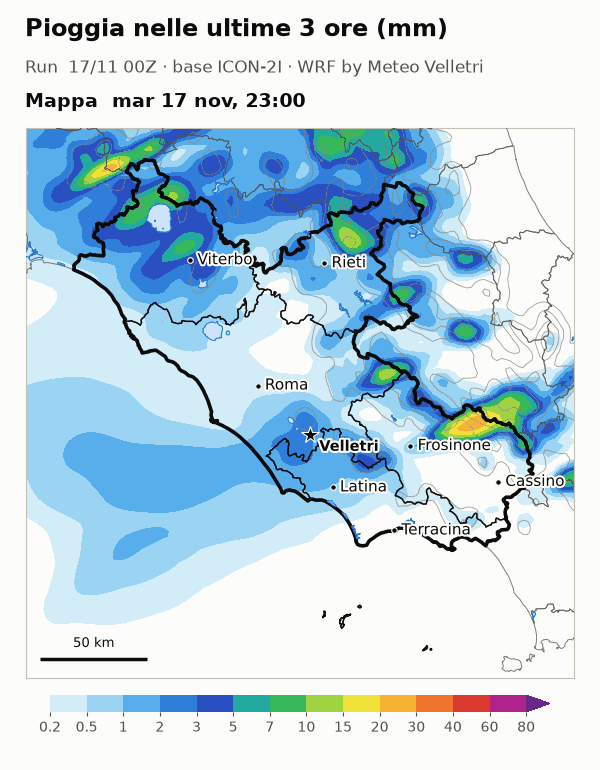 Pioggia nelle ultime 3 ore (mm)
Run  17/11 00Z · base ICON-2I · WRF by Meteo Velletri
Mappa  mar 17 nov, 23:00
Viterbo
Rieti
Roma
Velletri
Frosinone
Cassino
Latina
Terracina
50 km
0.2 0.5 1 2 3 5 7 10 15 20 30 40 60 80